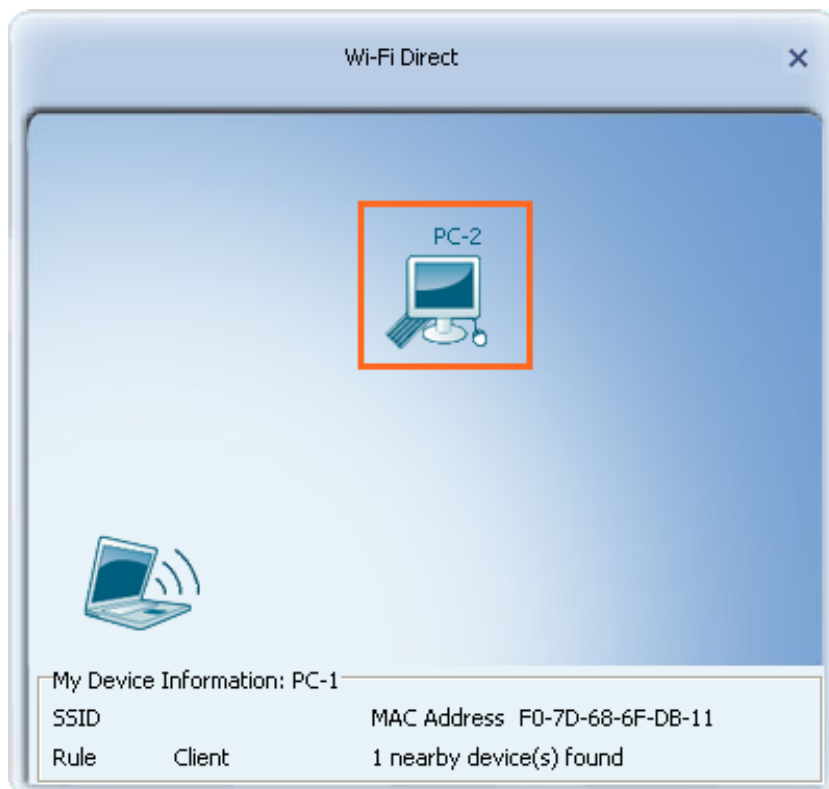 Wi-Fi Direct
PC-2
My Device Information: PC-1
SSID MAC Address F0-7D-68-6F-DB-11
Rule Client 1 nearby device(s) found